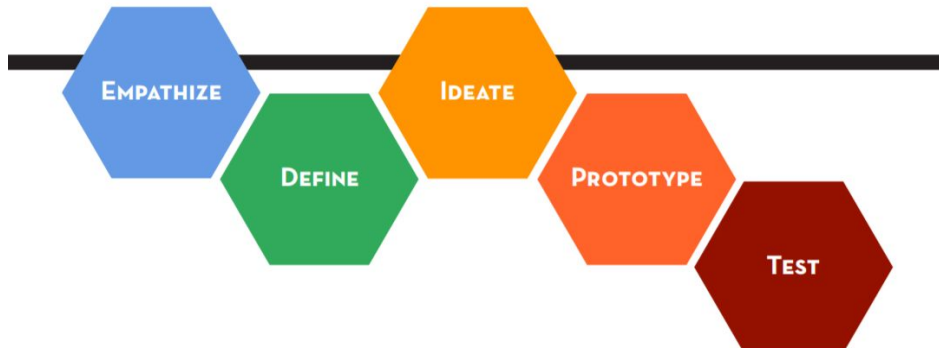 EMPATHIZE
DEFINE
IDEATE
PROTOTYPE
TEST